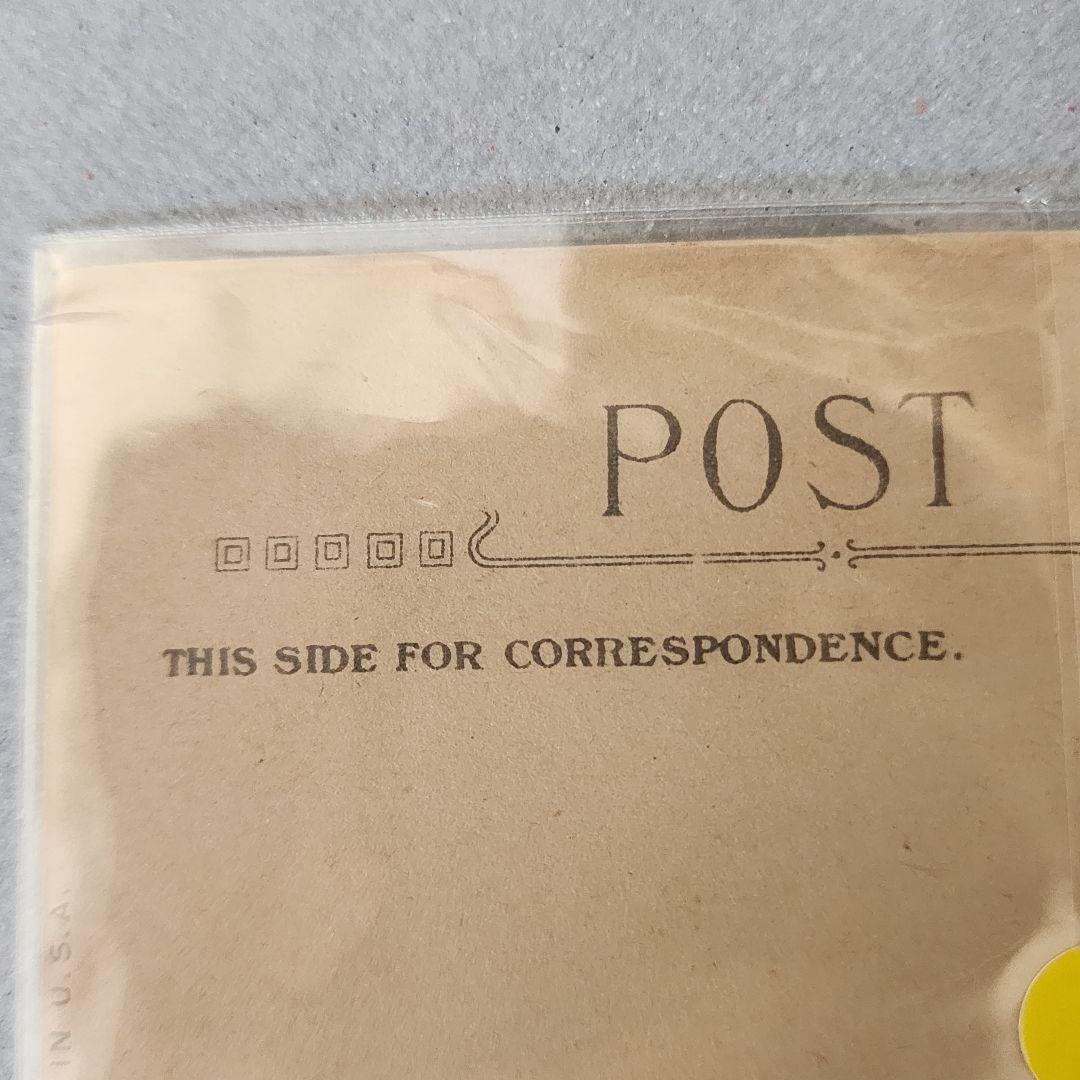 POST
THIS SIDE FOR CORRESPONDENCE.
IN U.S.A.